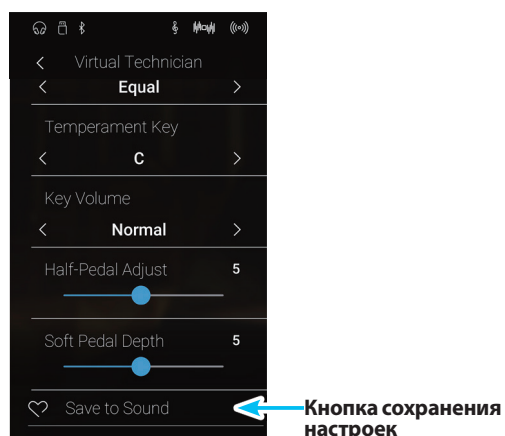 Virtual Technician
Equal
Temperament Key
C
Key Volume
Normal
Half-Pedal Adjust 5
Soft Pedal Depth 5
Save to Sound
Кнопка сохранения
настроек